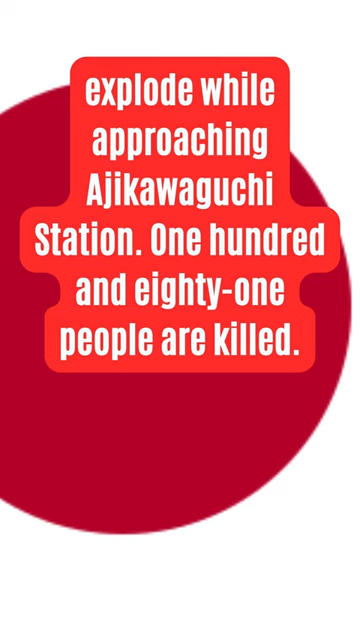 explode while
approaching
Ajikawaguchi
Station. One hundred
and eighty-one
people are killed.